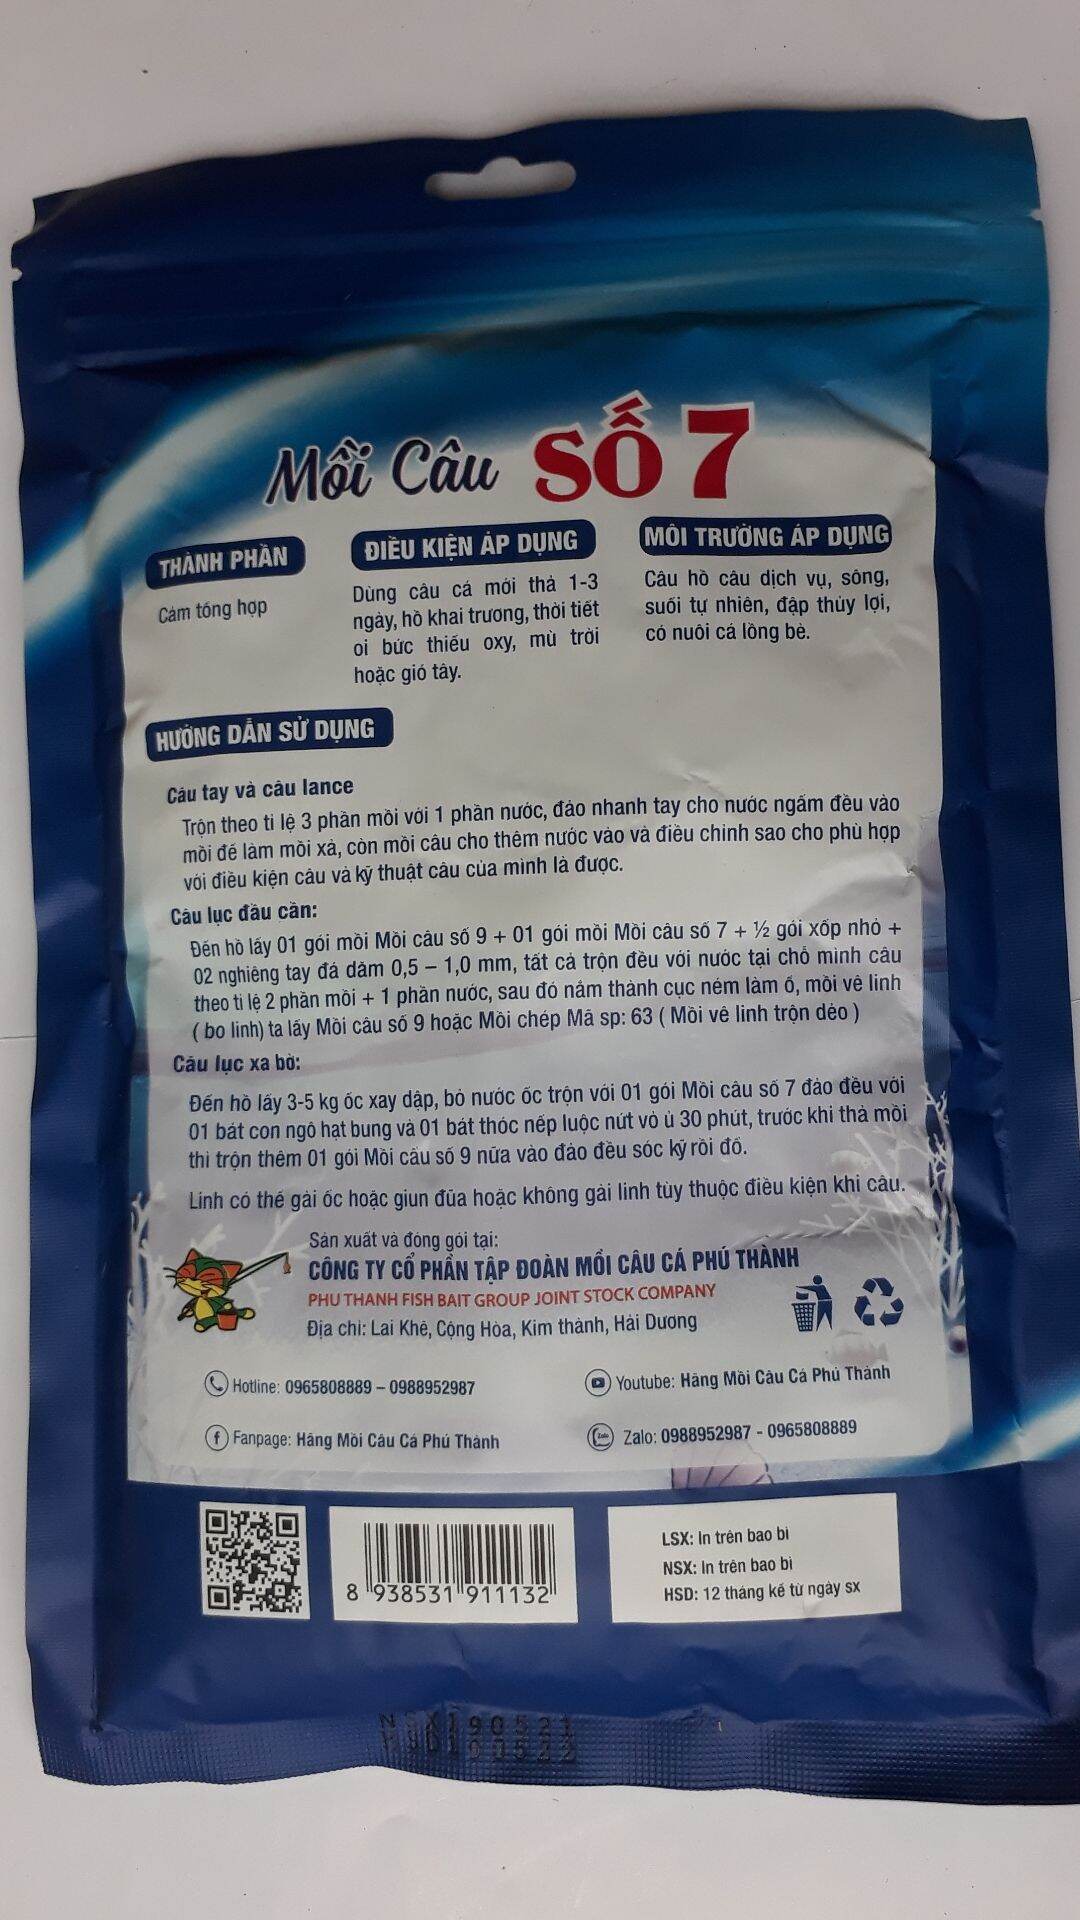 Mồi Câu SỐ 7
THÀNH PHẦN
Cám tổng hợp
ĐIỀU KIỆN ÁP DỤNG
Dùng câu cá mới thả 1-3
ngày, hồ khai trương, thời tiết
oi bức thiếu oxy, mù trời
hoặc gió tây.
MÔI TRƯỜNG ÁP DỤNG
Câu hồ câu dịch vụ, sông,
suối tự nhiên, đập thủy lợi,
có nuôi cá lồng bè.
HƯỚNG DẪN SỬ DỤNG
Câu tay và câu lance
Trộn theo tỉ lệ 3 phần mồi với 1 phần nước, đảo nhanh tay cho nước ngấm đều vào
mồi để làm mồi xả, còn mồi câu cho thêm nước vào và điều chỉnh sao cho phù hợp
với điều kiện câu và kỹ thuật câu của mình là được.
Câu lục đầu cần:
Đến hồ lấy 01 gói mồi Mồi câu số 9 + 01 gói mồi Mồi câu số 7 + ½ gói xốp nhỏ +
02 nghiêng tay đá dăm 0,5 – 1,0 mm, tất cả trộn đều với nước tại chỗ mình câu
theo tỉ lệ 2 phần mồi + 1 phần nước, sau đó nắm thành cục ném làm ổ, mồi vê linh
( bo linh) ta lấy Mồi câu số 9 hoặc Mồi chép Mã sp: 63 ( Mồi vê linh trộn dẻo )
Câu lục xa bờ:
Đến hồ lấy 3-5 kg ốc xay dập, bỏ nước ốc trộn với 01 gói Mồi câu số 7 đảo đều với
01 bát con ngô hạt bung và 01 bát thóc nếp luộc nứt vỏ ủ 30 phút, trước khi thả mồi
thì trộn thêm 01 gói Mồi câu số 9 nữa vào đảo đều sóc kỹ rồi đổ.
Linh có thể gài ốc hoặc giun đũa hoặc không gài linh tùy thuộc điều kiện khi câu.
Sản xuất và đóng gói tại:
CÔNG TY CỔ PHẦN TẬP ĐOÀN MỒI CÂU CÁ PHÚ THÀNH
PHU THANH FISH BAIT GROUP JOINT STOCK COMPANY
Địa chỉ: Lai Khê, Cộng Hòa, Kim thành, Hải Dương
Hotline: 0965808889 – 0988952987
Youtube: Hãng Mồi Câu Cá Phú Thành
Fanpage: Hãng Mồi Câu Cá Phú Thành
Zalo: 0988952987 - 0965808889
8 938531 911132
LSX: In trên bao bì
NSX: In trên bao bì
HSD: 12 tháng kể từ ngày sx
NSX190521
HSD190522